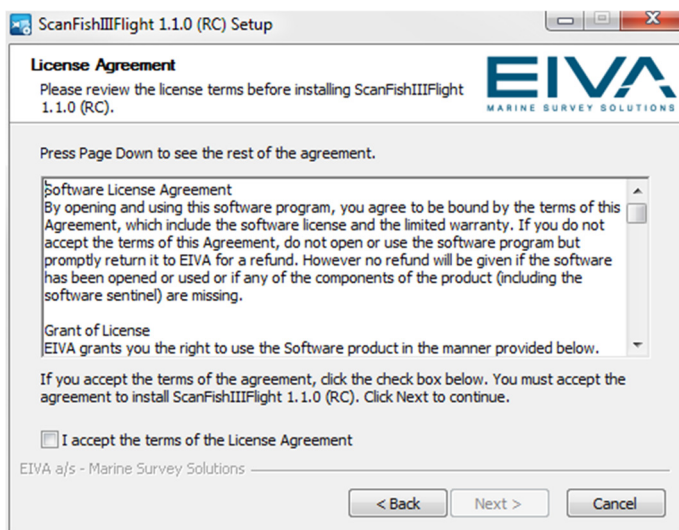 ScanFishIIIFlight 1.1.0 (RC) Setup
License Agreement
Please review the license terms before installing ScanFishIIIFlight
1.1.0 (RC).
EIVA
MARINE SURVEY SOLUTIONS
Press Page Down to see the rest of the agreement.
Software License Agreement
By opening and using this software program, you agree to be bound by the terms of this
Agreement, which include the software license and the limited warranty. If you do not
accept the terms of this Agreement, do not open or use the software program but
promptly return it to EIVA for a refund. However no refund will be given if the software
has been opened or used or if any of the components of the product (including the
software sentinel) are missing.
Grant of License
EIVA grants you the right to use the Software product in the manner provided below.
If you accept the terms of the agreement, click the check box below. You must accept the
agreement to install ScanFishIIIFlight 1.1.0 (RC). Click Next to continue.
I accept the terms of the License Agreement
EIVA a/s - Marine Survey Solutions
< Back Next > Cancel